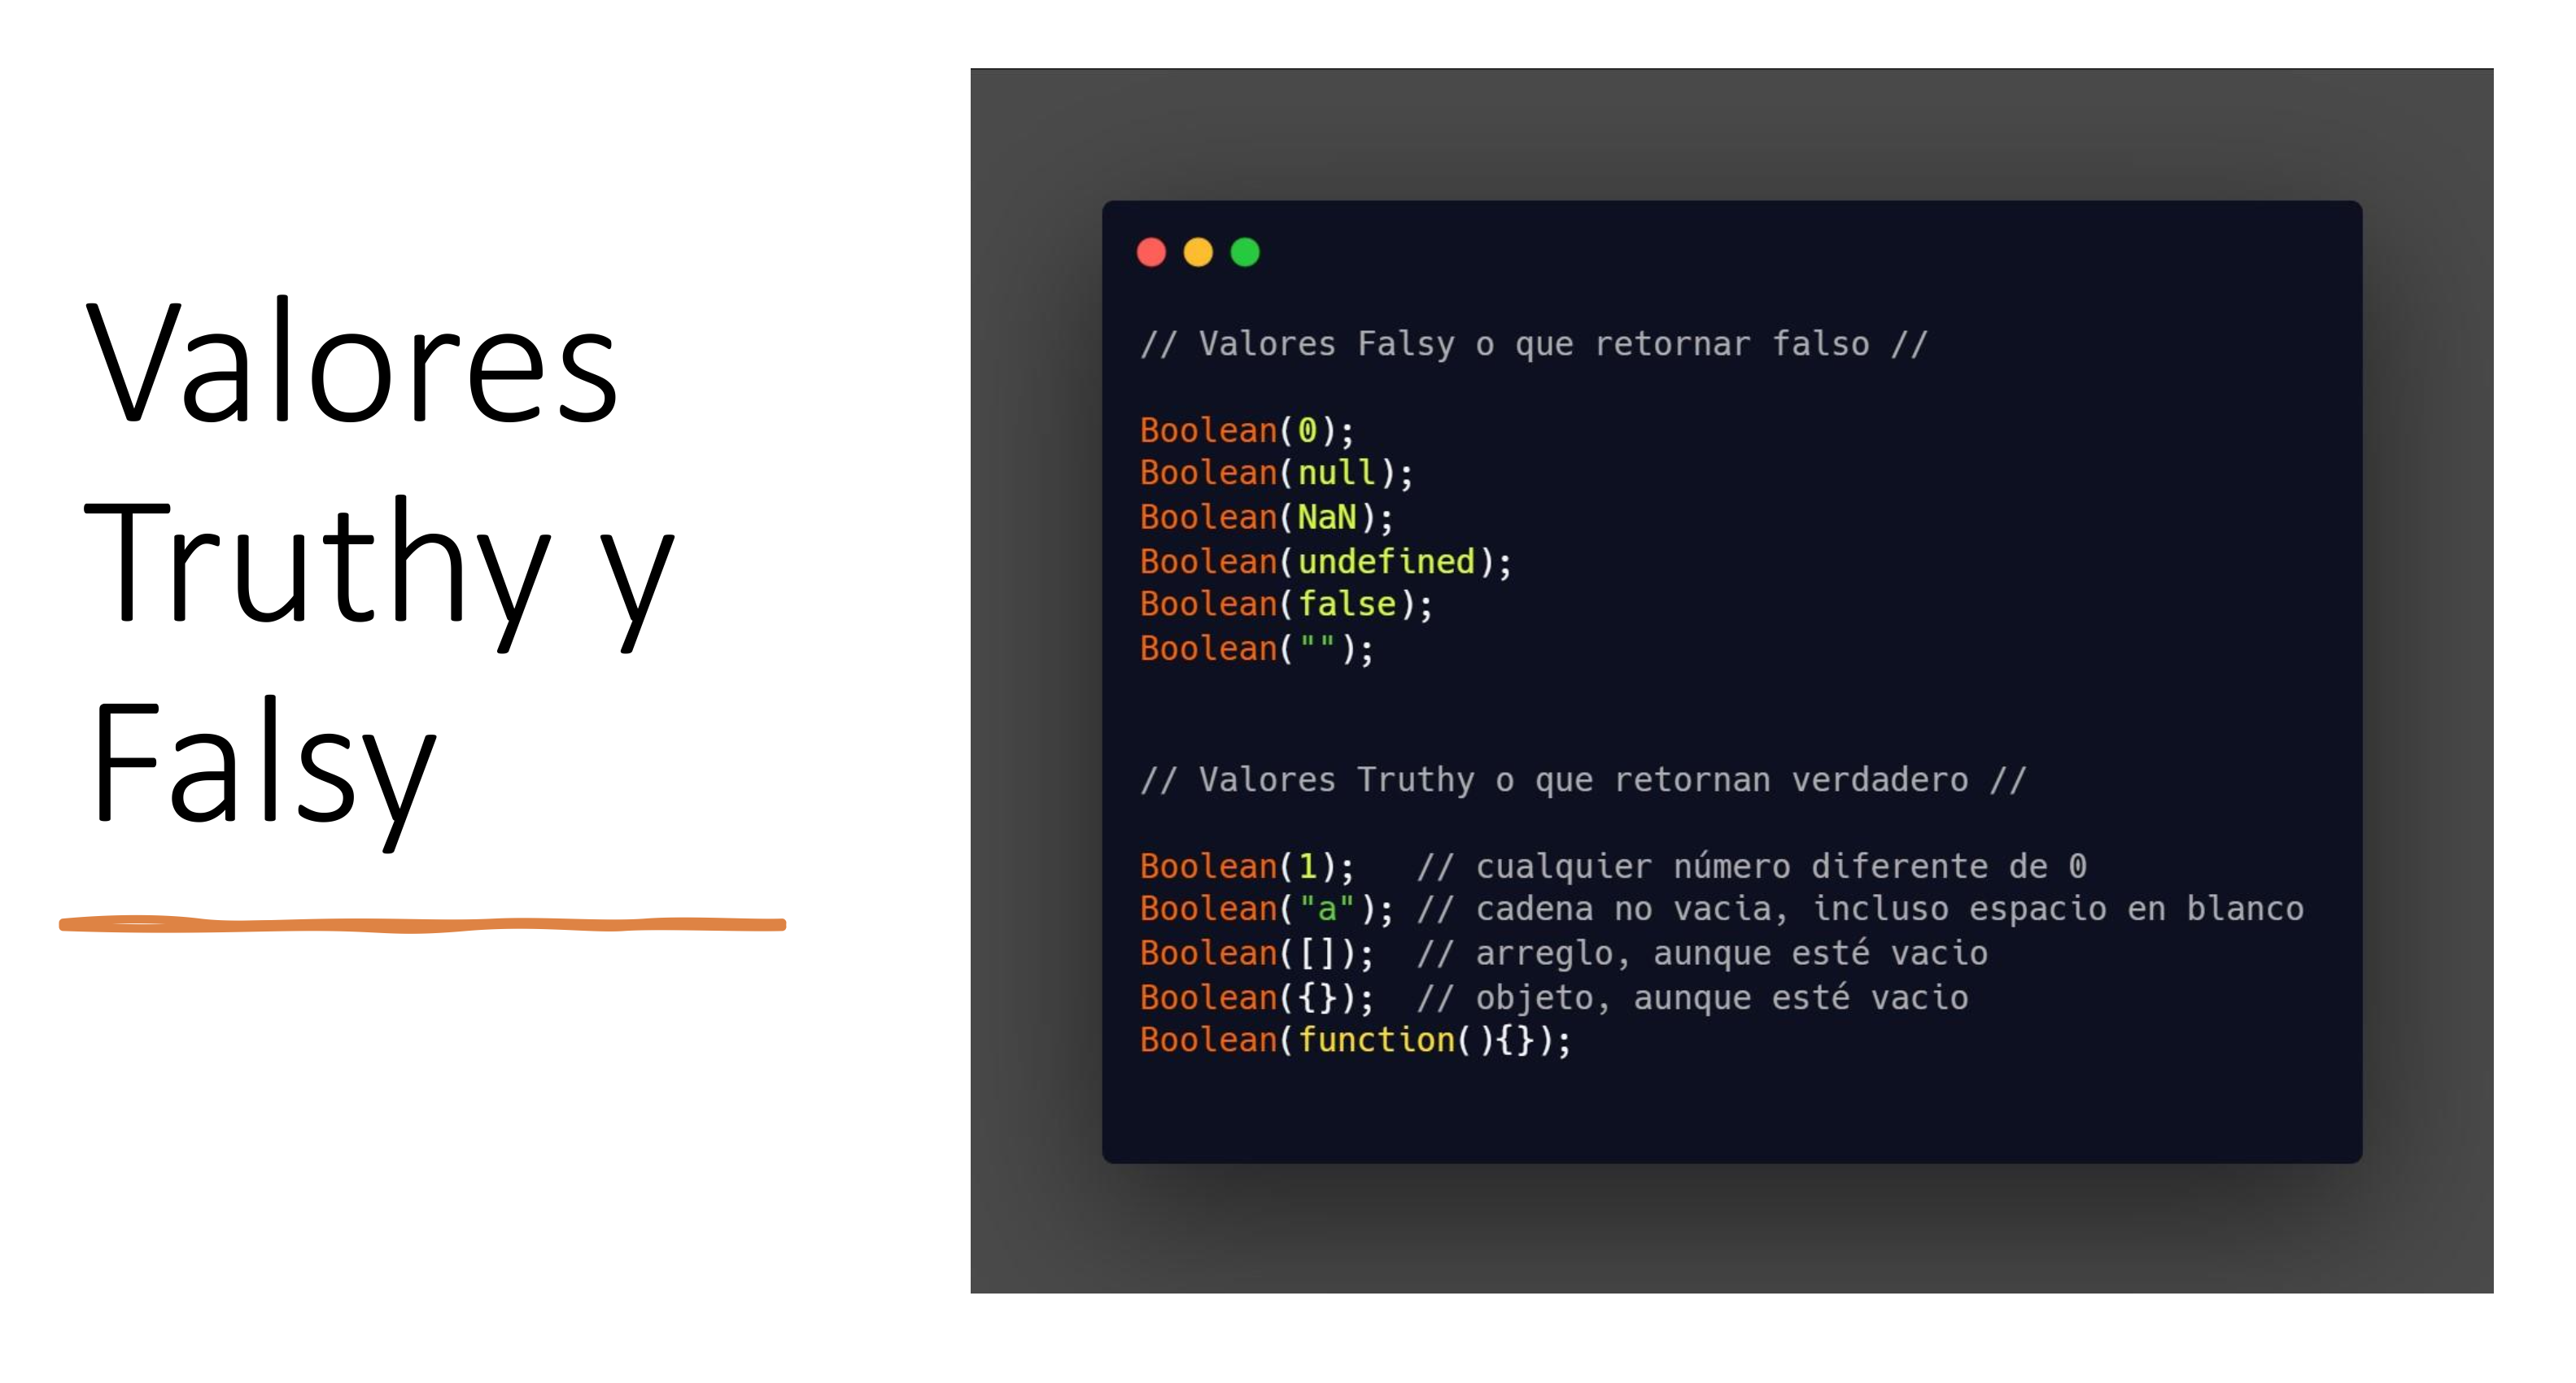 Valores
Truthy y
Falsy
// Valores Falsy o que retornar falso //
Boolean(0);
Boolean(null);
Boolean(NaN);
Boolean(undefined);
Boolean(false);
Boolean("");
// Valores Truthy o que retornan verdadero //
Boolean(1);   // cualquier número diferente de 0
Boolean("a"); // cadena no vacia, incluso espacio en blanco
Boolean([]);  // arreglo, aunque esté vacio
Boolean({});  // objeto, aunque esté vacio
Boolean(function(){});